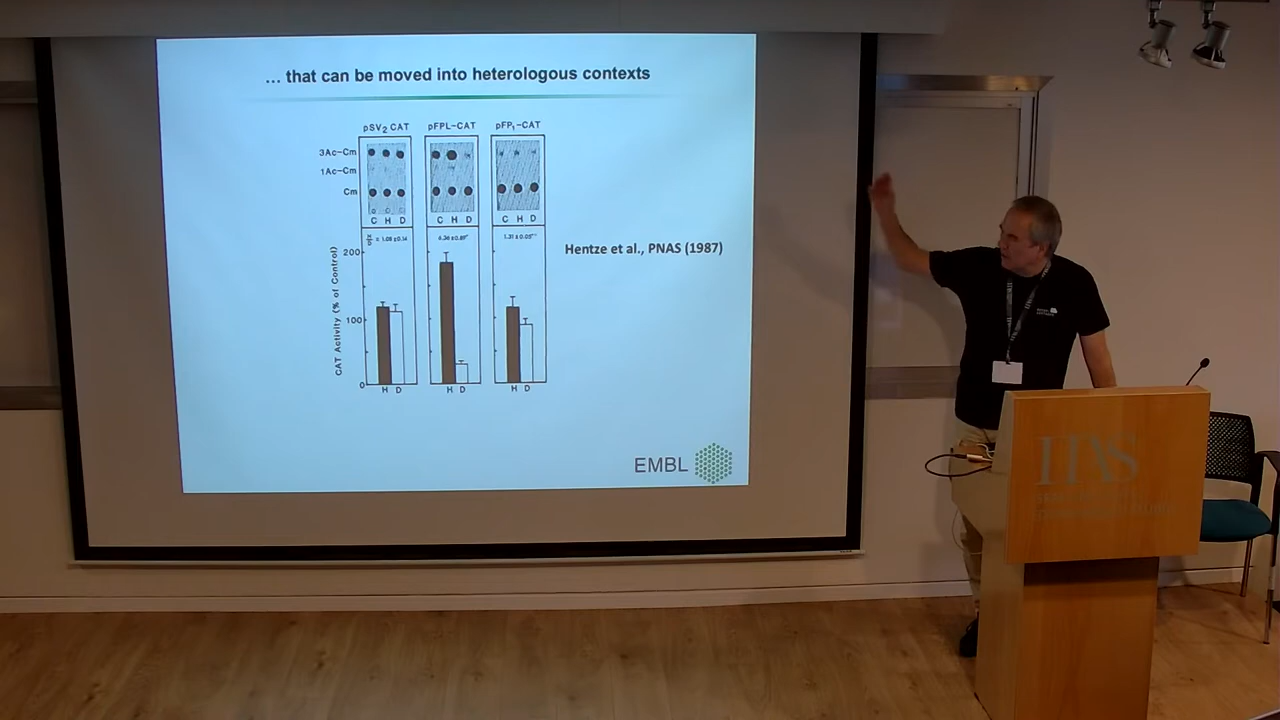 ... that can be moved into heterologous contexts
pSV2 CAT pFPL-CAT pFP1-CAT
3Ac-Cm
1Ac-Cm
Cm
C H D C H D C H D
200
100
0
CAT Activity (% of Control)
H D H D H D
Hentze et al., PNAS (1987)
EMBL
IIAS